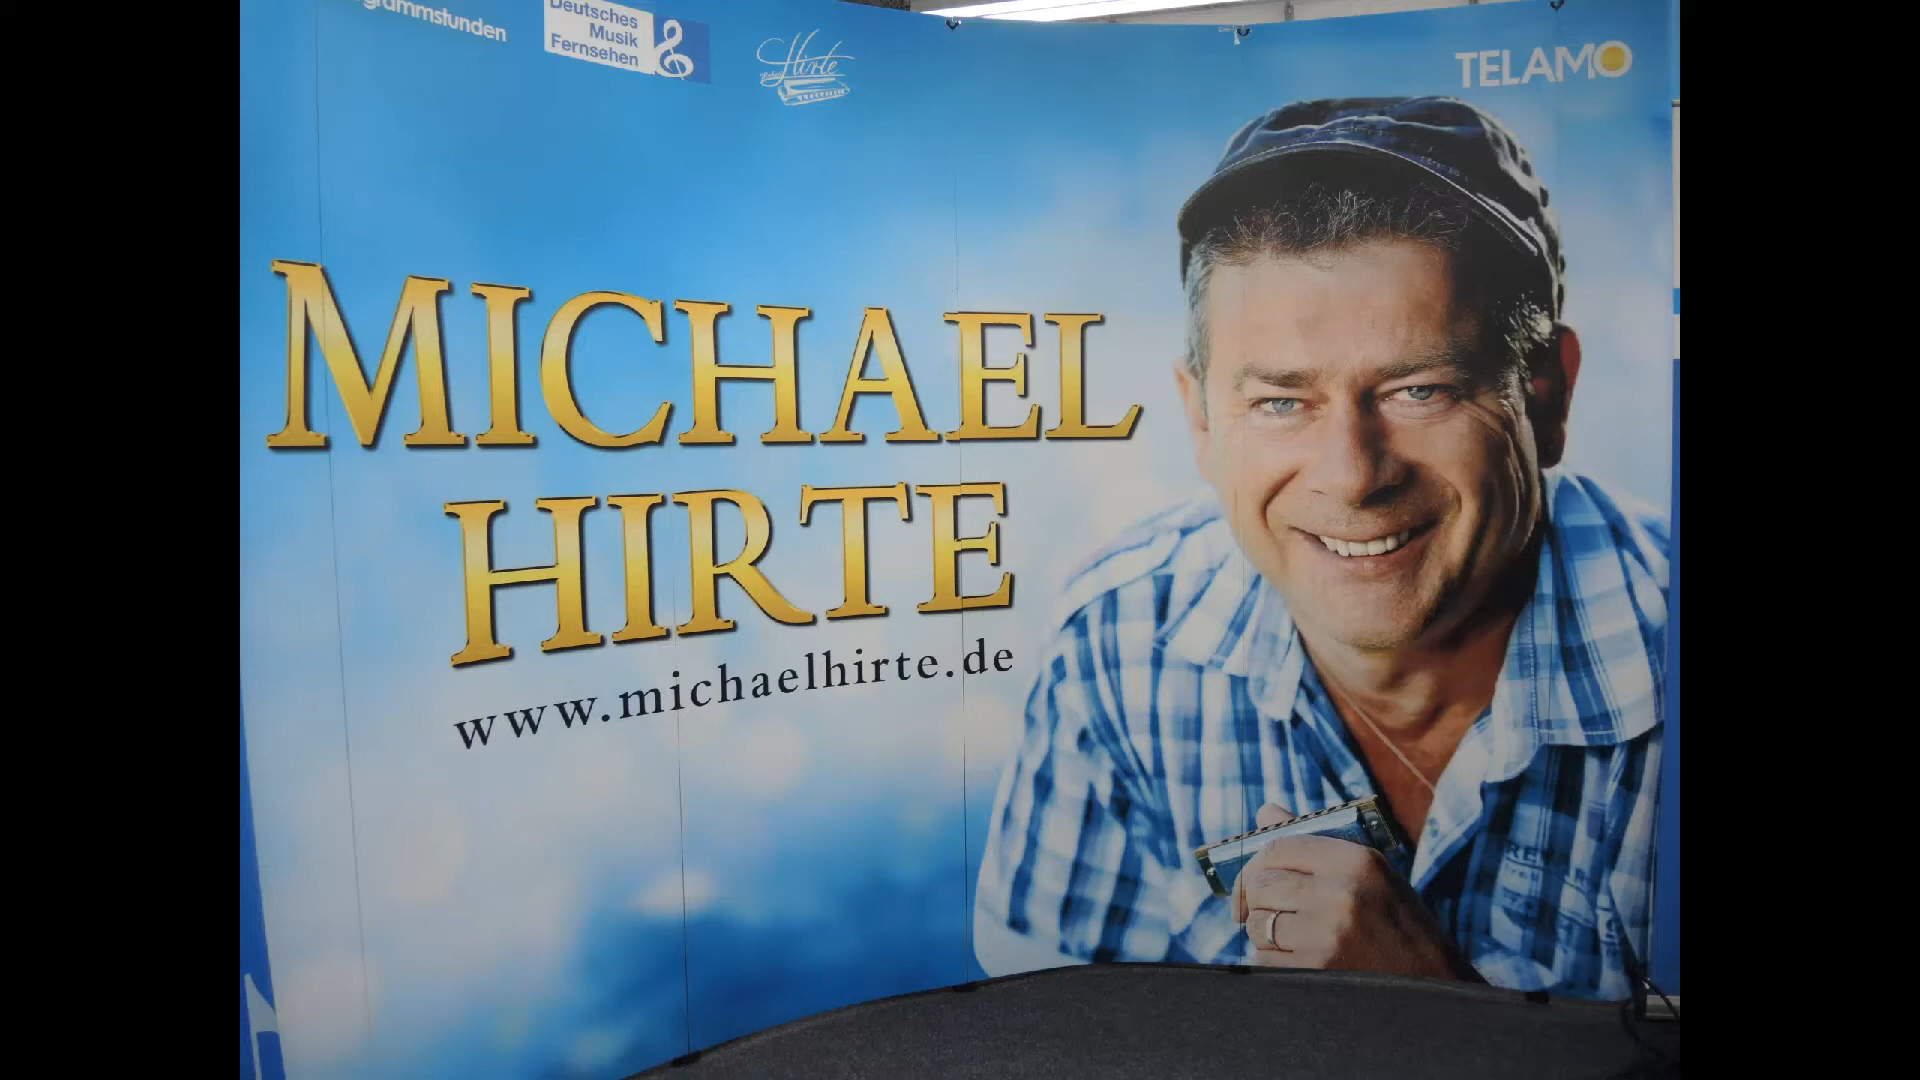 Deutsches
Musik
Fernsehen
Hirte
TELAMO
MICHAEL
HIRTE
www.michaelhirte.de